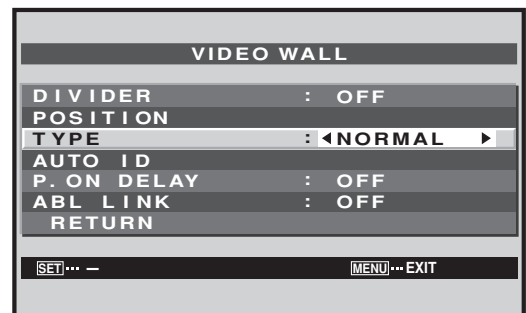 VIDEO WALL
DIVIDER : OFF
POSITION
TYPE : ◄NORMAL ►
AUTO ID
P. ON DELAY : OFF
ABL LINK : OFF
RETURN
SET··· — MENU···EXIT